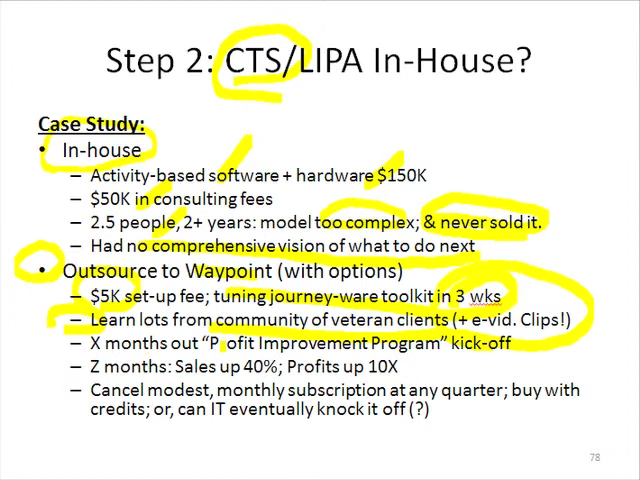 Step 2: CTS/LIPA In-House?
Case Study:
• In-house
– Activity-based software + hardware $150K
– $50K in consulting fees
– 2.5 people, 2+ years: model too complex; & never sold it.
– Had no comprehensive vision of what to do next
• Outsource to Waypoint (with options)
– $5K set-up fee; tuning journey-ware toolkit in 3 wks
– Learn lots from community of veteran clients (+ e-vid. Clips!)
– X months out “Profit Improvement Program” kick-off
– Z months: Sales up 40%; Profits up 10X
– Cancel modest, monthly subscription at any quarter; buy with
credits; or, can IT eventually knock it off (?)
78